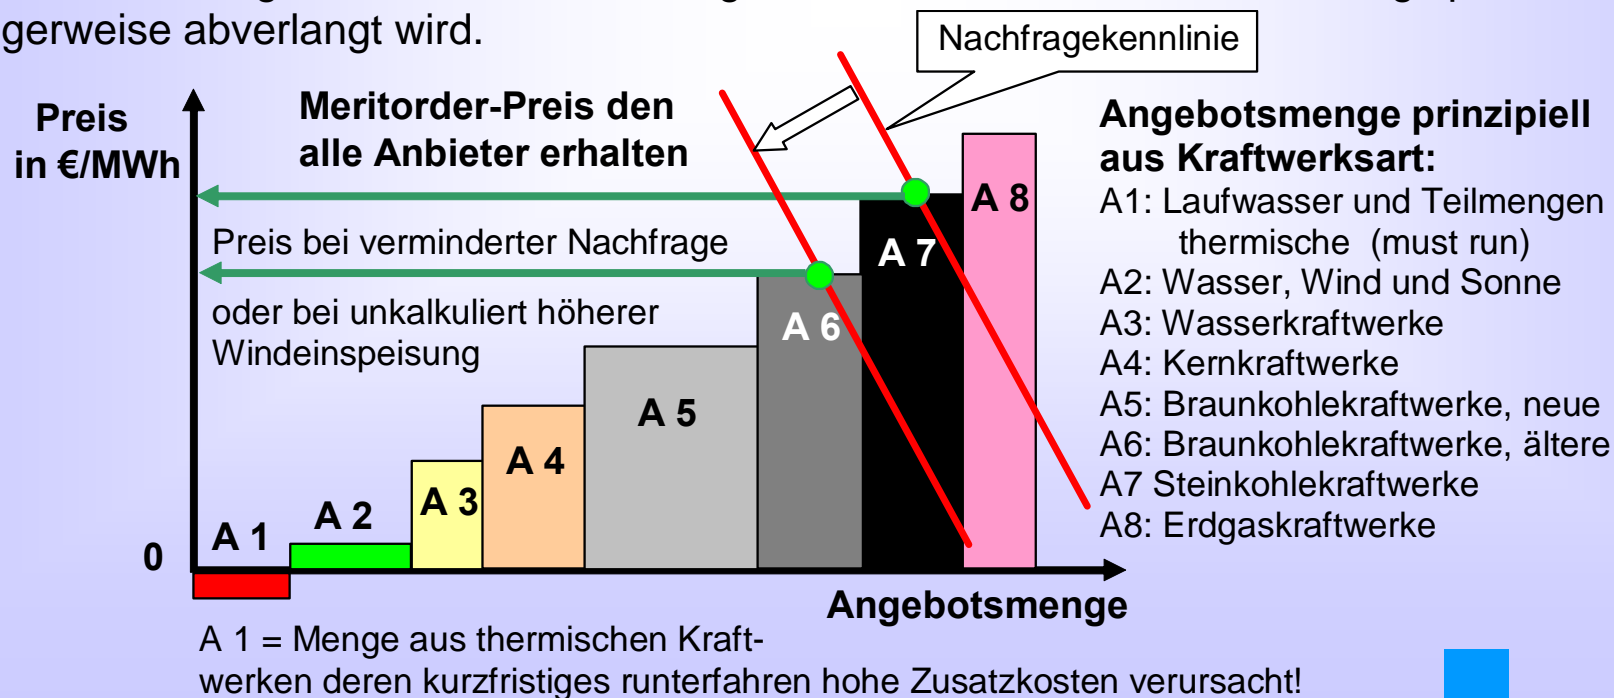 gerweise abverlangt wird.
Nachfragekennlinie
Preis
in €/MWh
Meritorder-Preis den
alle Anbieter erhalten
Preis bei verminderter Nachfrage
oder bei unkalkuliert höherer
Windeinspeisung
0
A 1
A 2
A 3
A 4
A 5
A 6
A 7
A 8
Angebotsmenge
Angebotsmenge prinzipiell
aus Kraftwerksart:
A1: Laufwasser und Teilmengen
thermische (must run)
A2: Wasser, Wind und Sonne
A3: Wasserkraftwerke
A4: Kernkraftwerke
A5: Braunkohlekraftwerke, neue
A6: Braunkohlekraftwerke, ältere
A7 Steinkohlekraftwerke
A8: Erdgaskraftwerke
A 1 = Menge aus thermischen Kraft-
werken deren kurzfristiges runterfahren hohe Zusatzkosten verursacht!